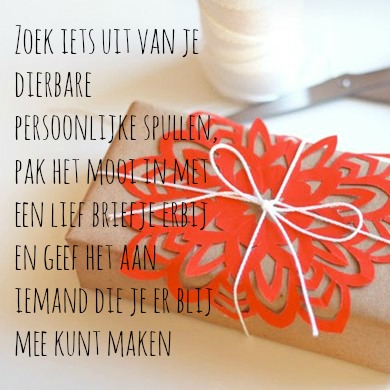 Zoek iets uit van je
dierbare
persoonlijke spullen,
pak het mooi in met
een lief briefje erbij
en geef het aan
iemand die je er blij
mee kunt maken